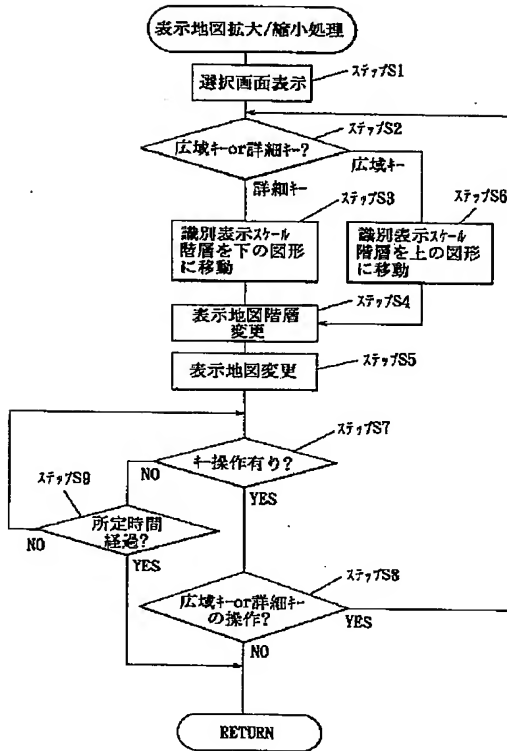 表示地図拡大/縮小処理
ステップS1
選択画面表示
ステップS2
広域キーor詳細キー?
広域キー
詳細キー
ステップS3
ステップS6
識別表示スケール
階層を下の図形
に移動
識別表示スケール
階層を上の図形
に移動
ステップS4
表示地図階層
変更
ステップS5
表示地図変更
ステップS7
キー操作有り?
NO
YES
ステップS9
所定時間
経過?
NO
YES
ステップS8
広域キーor詳細キー
の操作?
YES
NO
RETURN